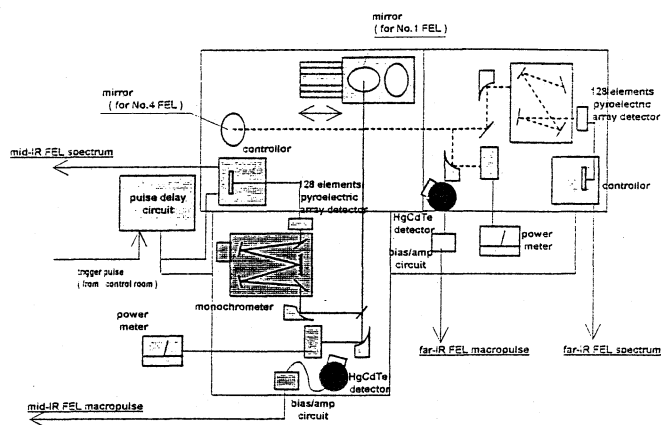 mirror
( for No.1 FEL )
mirror
( for No.4 FEL )
128 elements
pyroelectric
array detector
controllor
mid-IR FEL spectrum
pulse delay
circuit
128 elements
pyroelectric
array detector
controllor
HgCdTe
detector
bias/amp
circuit
power
meter
trigger pulse
( from control room )
monochrometer
power
meter
far-IR FEL macropulse
far-IR FEL spectrum
HgCdTe
detector
bias/amp
circuit
mid-IR FEL macropulse